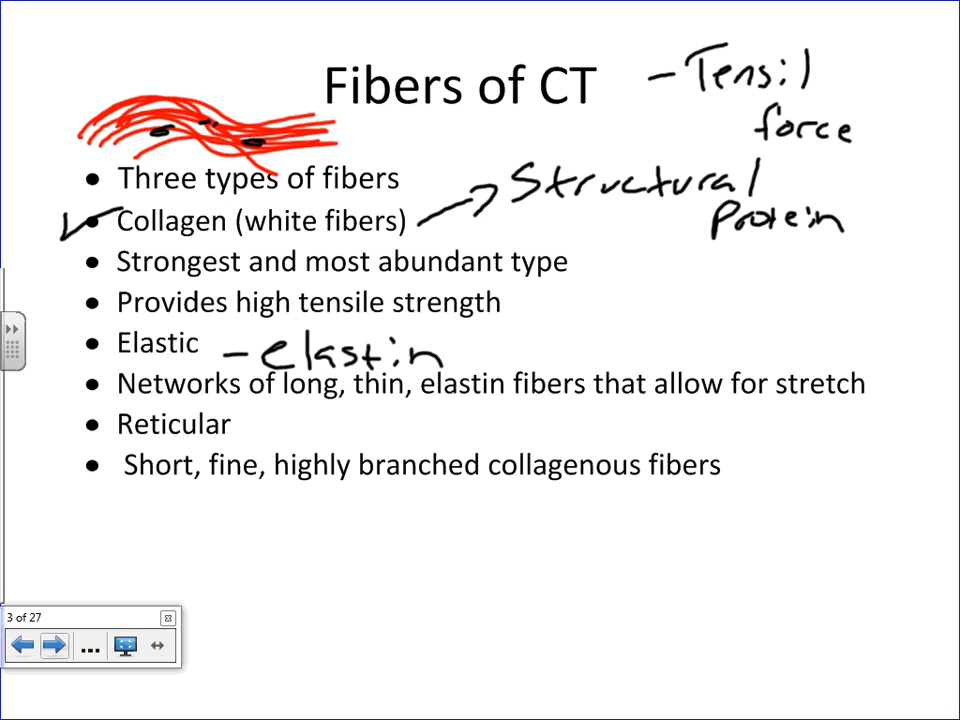 Fibers of CT
- Tensil
force
• Three types of fibers
• Collagen (white fibers)
Structural
Protein
• Strongest and most abundant type
• Provides high tensile strength
• Elastic
- elastin
• Networks of long, thin, elastin fibers that allow for stretch
• Reticular
• Short, fine, highly branched collagenous fibers
3 of 27
...